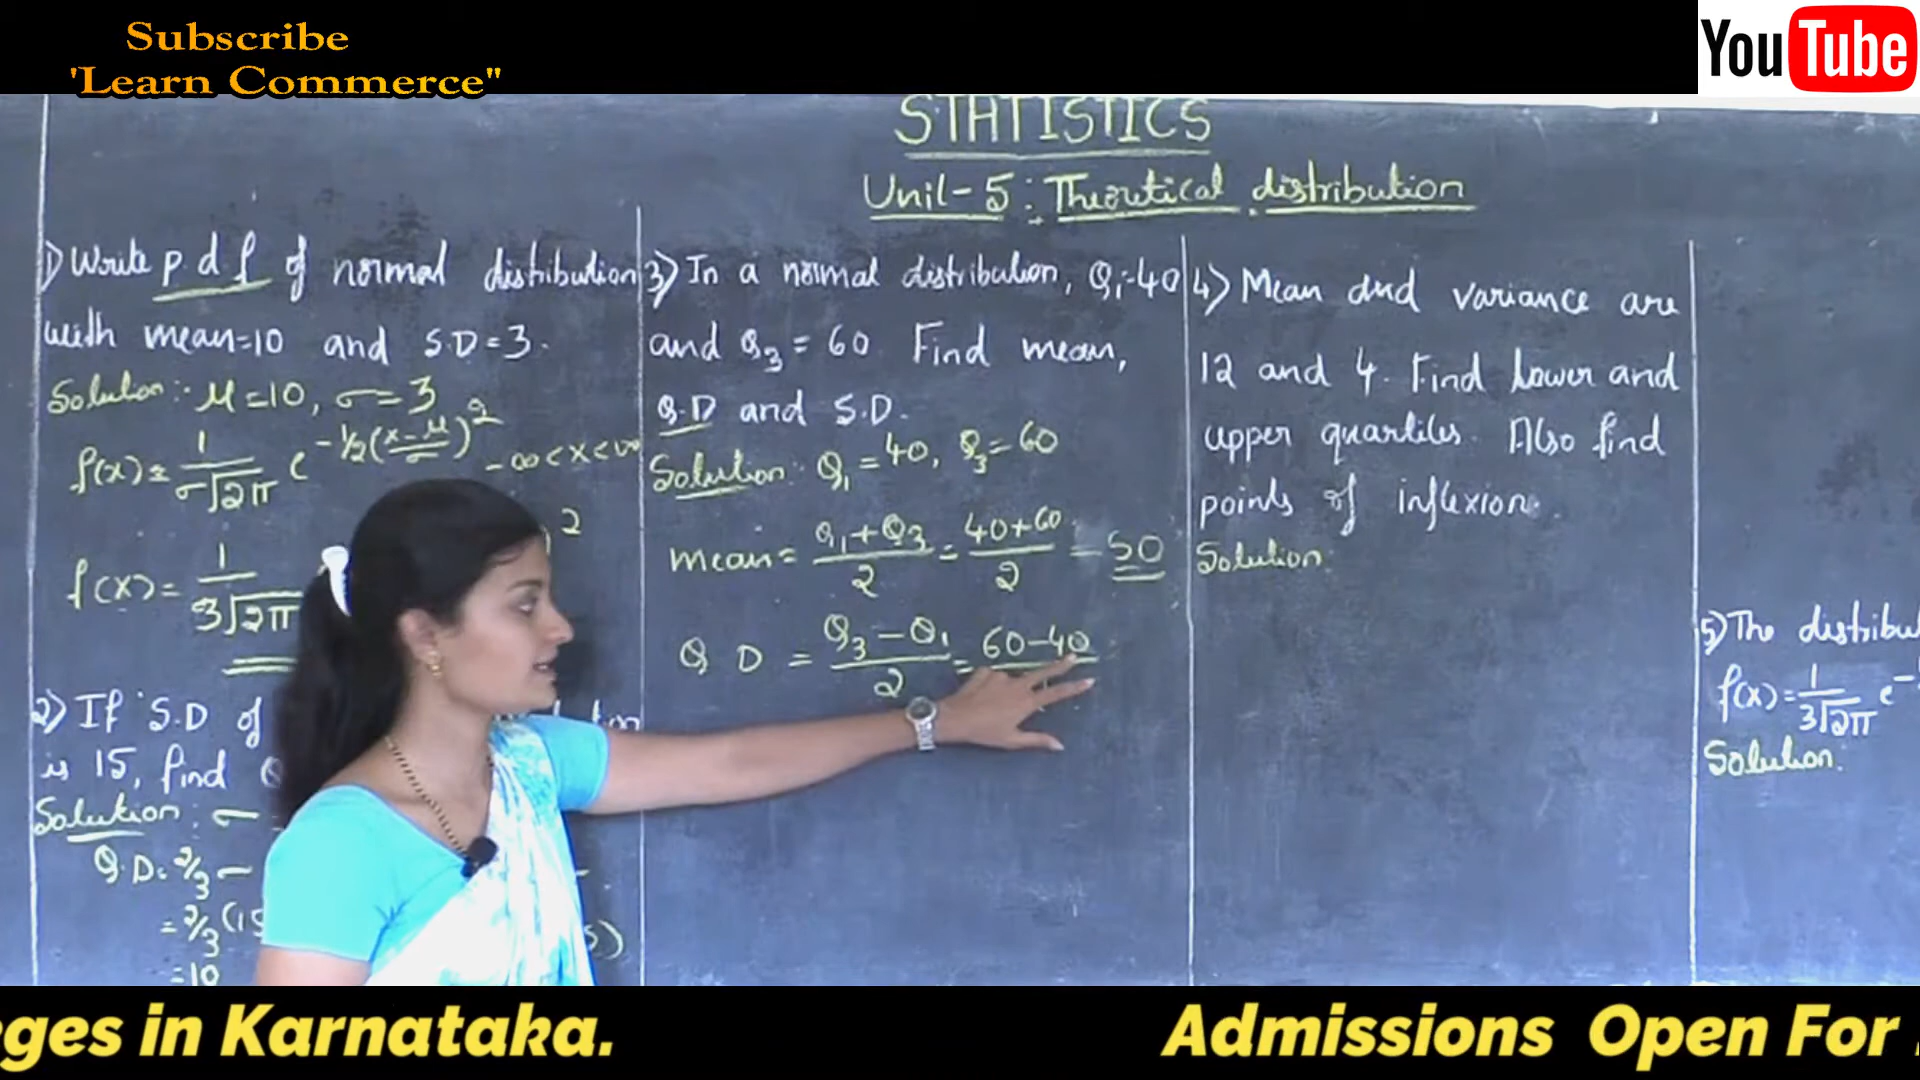 Subscribe
'Learn Commerce"
YouTube
STATISTICS
Unit-5: Theoretical distribution
1) Write p.d.f of normal distribution
with mean=10 and S.D=3.
Solution:- μ=10, σ=3
f(x)= 1/σ√2π e^-1/2(x-μ/σ)^2 -∞<x<∞
f(x)= 1/3√2π 2
2) If S.D of
is 15, find Q
Solution: σ
Q.D= 2/3 σ
= 2/3(15
=10
3) In a normal distribution, Q1=40
and Q3=60 Find mean,
Q.D and S.D.
Solution: Q1=40, Q3=60
mean= Q1+Q3/2 = 40+60/2 = 50
Q D = Q3-Q1/2 = 60-40
4) Mean and variance are
12 and 4. Find Lower and
upper quartiles. Also find
points of inflexion.
Solution:
5) The distribu
f(x)= 1/3√2π e^-
Solution:
ges in Karnataka.
Admissions Open For